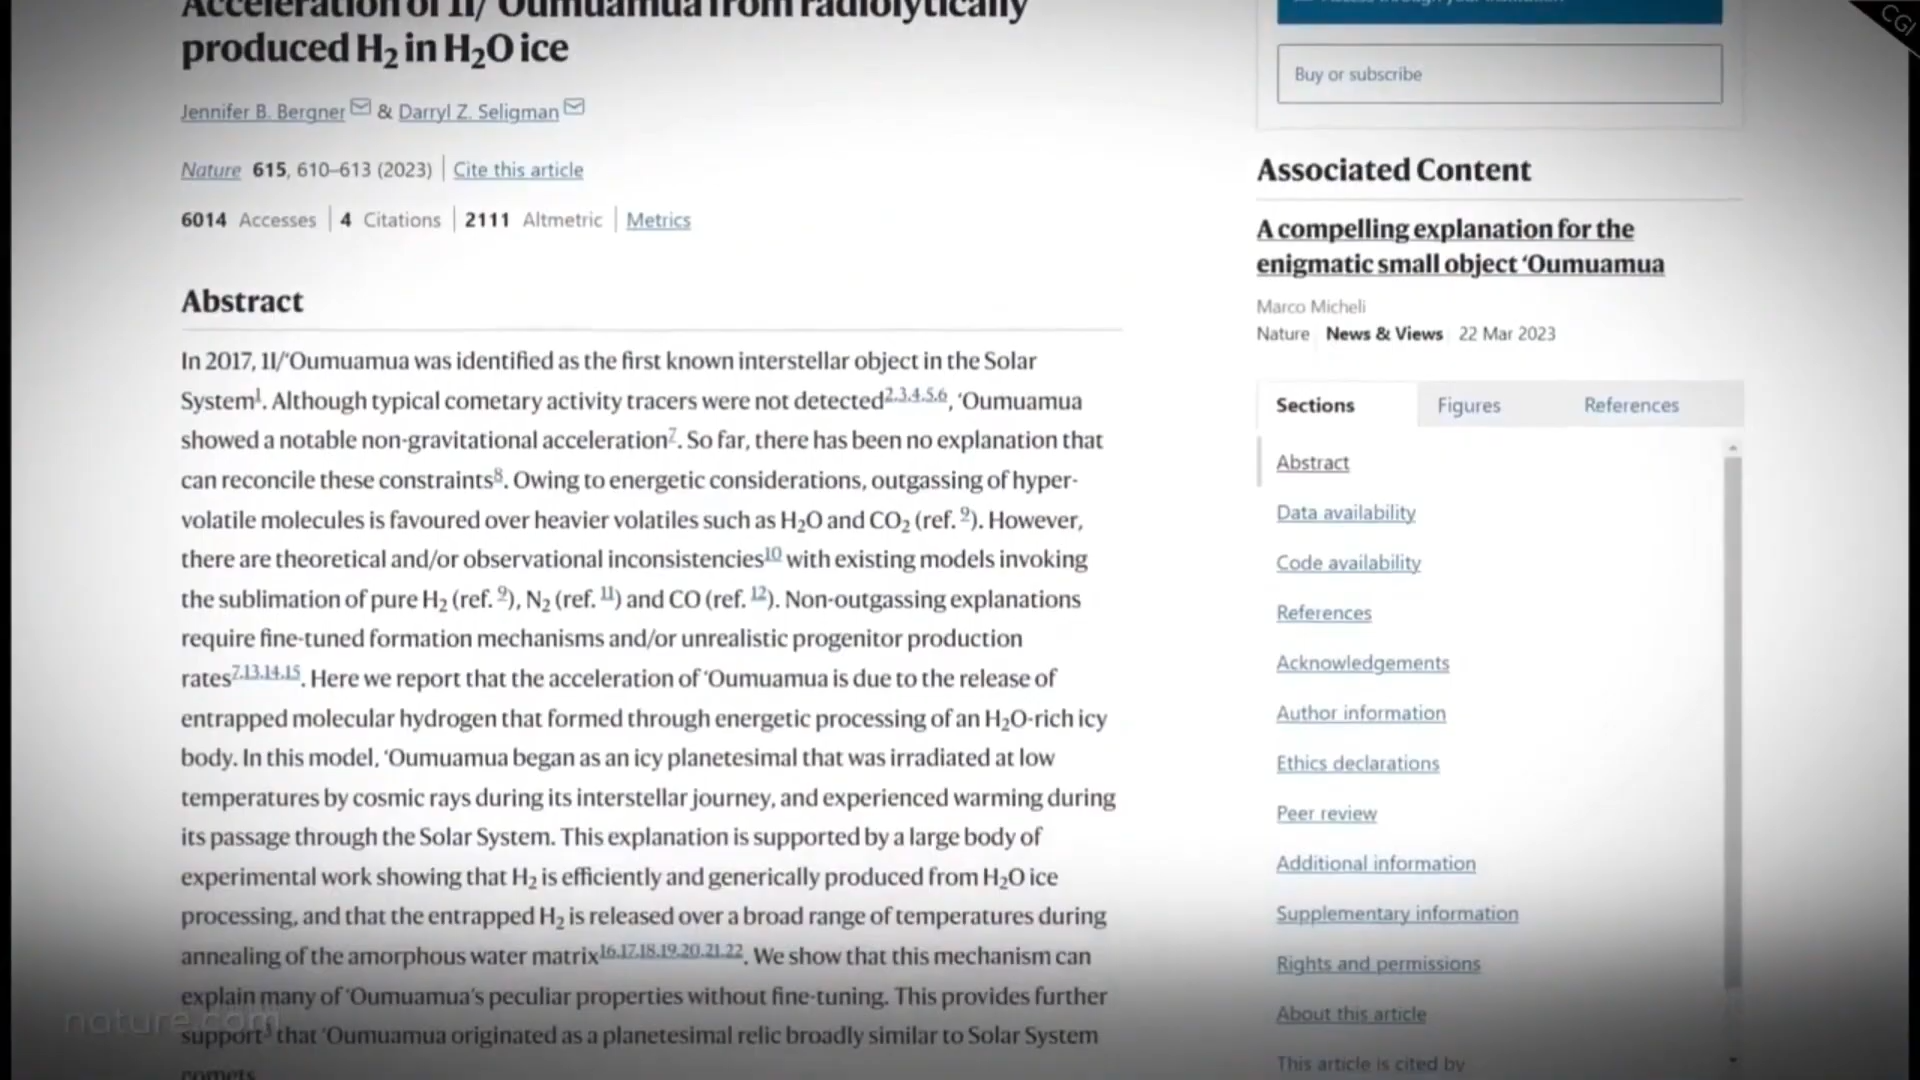 Acceleration of 1I/‘Oumuamua from radiolytically
produced H2 in H2O ice
Jennifer B. Bergner & Darryl Z. Seligman
Nature 615, 610–613 (2023) | Cite this article
6014 Accesses | 4 Citations | 2111 Altmetric | Metrics
Abstract
In 2017, 1I/‘Oumuamua was identified as the first known interstellar object in the Solar
System1. Although typical cometary activity tracers were not detected2,3,4,5,6, ‘Oumuamua
showed a notable non-gravitational acceleration7. So far, there has been no explanation that
can reconcile these constraints8. Owing to energetic considerations, outgassing of hyper-
volatile molecules is favoured over heavier volatiles such as H2O and CO2 (ref. 9). However,
there are theoretical and/or observational inconsistencies10 with existing models invoking
the sublimation of pure H2 (ref. 9), N2 (ref. 11) and CO (ref. 12). Non-outgassing explanations
require fine-tuned formation mechanisms and/or unrealistic progenitor production
rates7,13,14,15. Here we report that the acceleration of ‘Oumuamua is due to the release of
entrapped molecular hydrogen that formed through energetic processing of an H2O-rich icy
body. In this model, ‘Oumuamua began as an icy planetesimal that was irradiated at low
temperatures by cosmic rays during its interstellar journey, and experienced warming during
its passage through the Solar System. This explanation is supported by a large body of
experimental work showing that H2 is efficiently and generically produced from H2O ice
processing, and that the entrapped H2 is released over a broad range of temperatures during
annealing of the amorphous water matrix16,17,18,19,20,21,22. We show that this mechanism can
explain many of ‘Oumuamua’s peculiar properties without fine-tuning. This provides further
support3 that ‘Oumuamua originated as a planetesimal relic broadly similar to Solar System
comets.
nature.com
Access through your institution
Buy or subscribe
Associated Content
A compelling explanation for the
enigmatic small object ‘Oumuamua
Marco Micheli
Nature News & Views 22 Mar 2023
Sections Figures References
Abstract
Data availability
Code availability
References
Acknowledgements
Author information
Ethics declarations
Peer review
Additional information
Supplementary information
Rights and permissions
About this article
This article is cited by
CGI